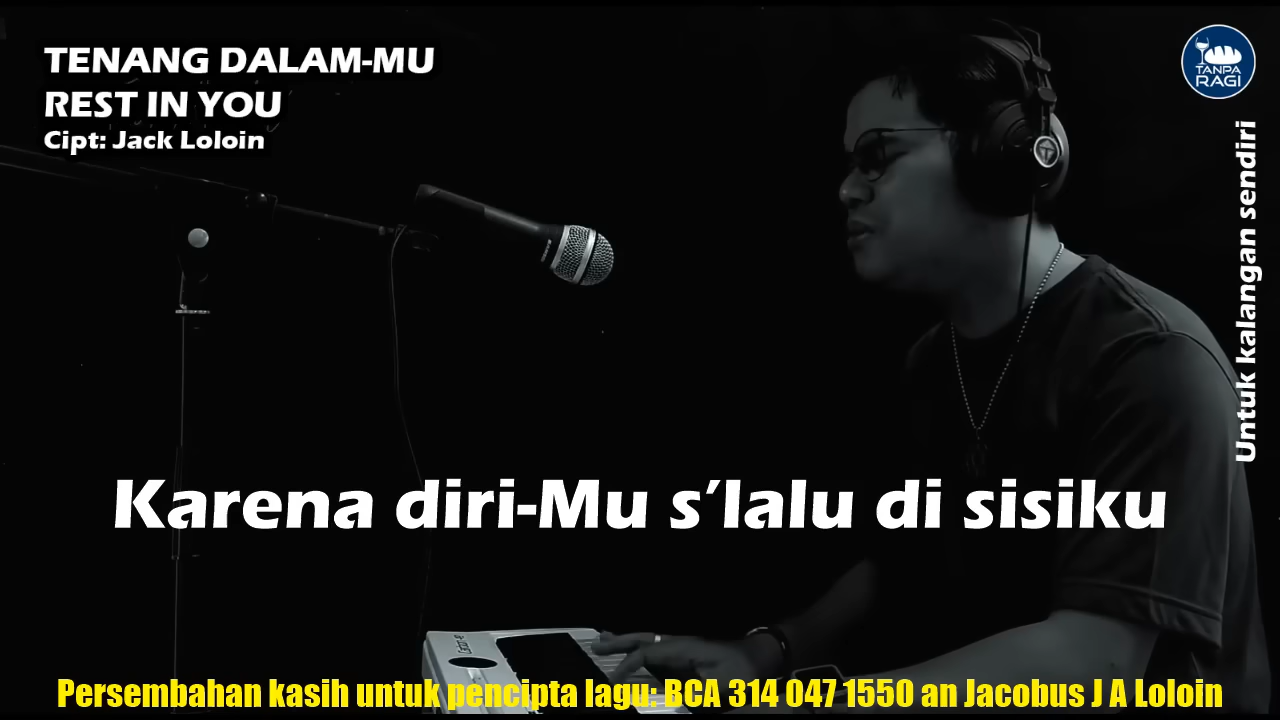 TENANG DALAM-MU
REST IN YOU
Cipt: Jack Loloin
TANPA
RAGI
Untuk kalangan sendiri
Karena diri-Mu s’lalu di sisiku
Persembahan kasih untuk pencipta lagu: BCA 314 047 1550 an Jacobus J A Loloin